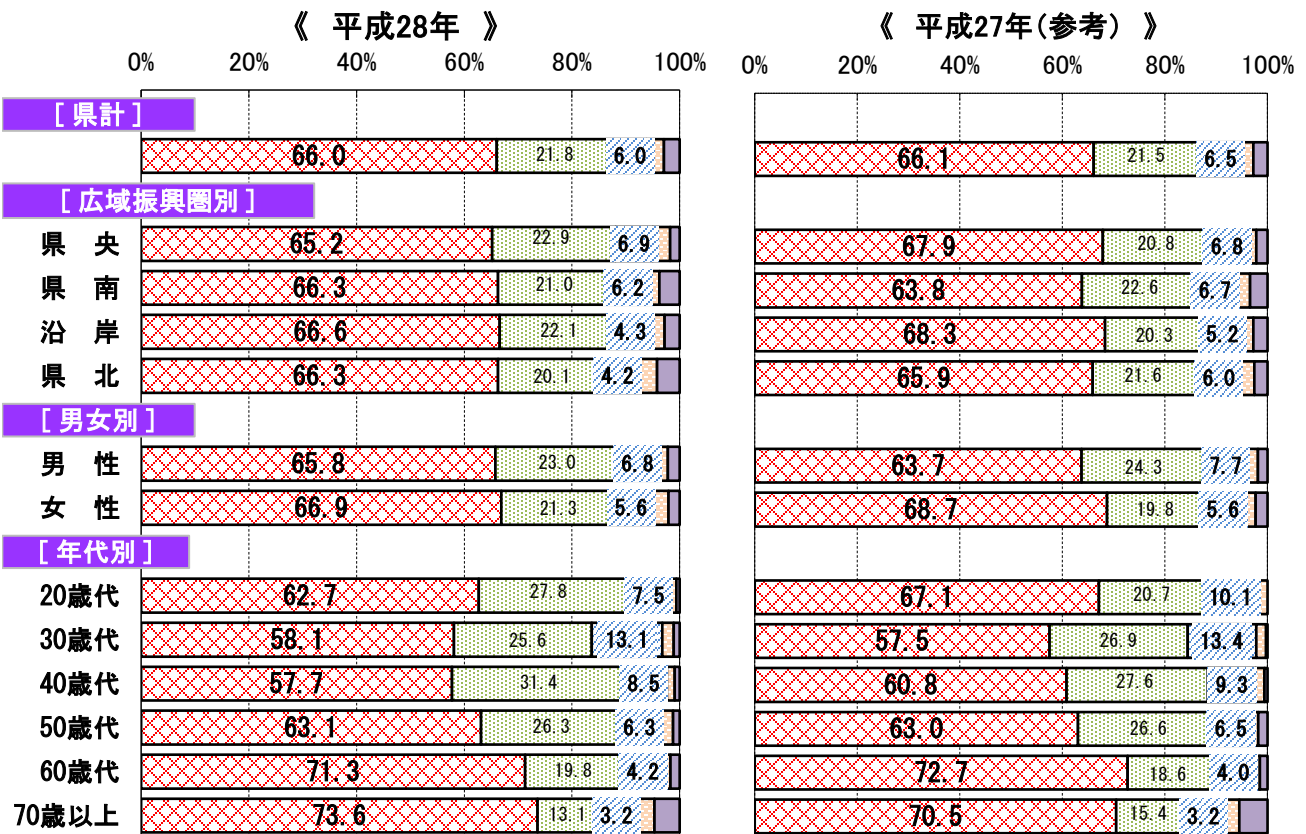 《 平成28年 》 《 平成27年(参考) 》
0% 20% 40% 60% 80% 100% 0% 20% 40% 60% 80% 100%
[ 県計 ]
66.0 21.8 6.0 66.1 21.5 6.5
[ 広域振興圏別 ]
県 央 65.2 22.9 6.9 67.9 20.8 6.8
県 南 66.3 21.0 6.2 63.8 22.6 6.7
沿 岸 66.6 22.1 4.3 68.3 20.3 5.2
県 北 66.3 20.1 4.2 65.9 21.6 6.0
[ 男女別 ]
男 性 65.8 23.0 6.8 63.7 24.3 7.7
女 性 66.9 21.3 5.6 68.7 19.8 5.6
[ 年代別 ]
20歳代 62.7 27.8 7.5 67.1 20.7 10.1
30歳代 58.1 25.6 13.1 57.5 26.9 13.4
40歳代 57.7 31.4 8.5 60.8 27.6 9.3
50歳代 63.1 26.3 6.3 63.0 26.6 6.5
60歳代 71.3 19.8 4.2 72.7 18.6 4.0
70歳以上 73.6 13.1 3.2 70.5 15.4 3.2